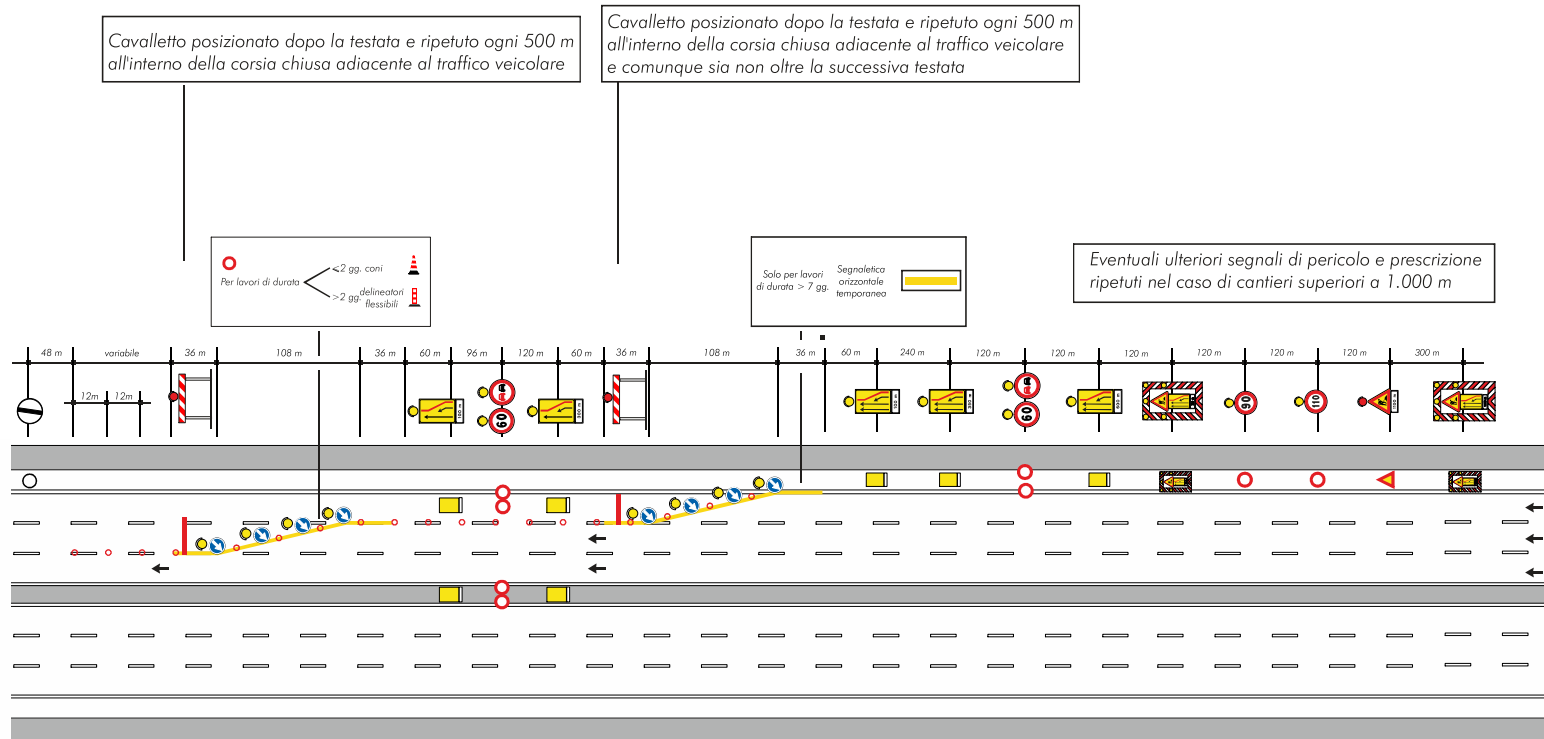 Cavalletto posizionato dopo la testata e ripetuto ogni 500 m
all'interno della corsia chiusa adiacente al traffico veicolare
Cavalletto posizionato dopo la testata e ripetuto ogni 500 m
all'interno della corsia chiusa adiacente al traffico veicolare
e comunque sia non oltre la successiva testata
Per lavori di durata
⩽2 gg. coni
>2 gg. delineatori
flessibili
Solo per lavori
di durata > 7 gg.
Segnaletica
orizzontale
temporanea
Eventuali ulteriori segnali di pericolo e prescrizione
ripetuti nel caso di cantieri superiori a 1.000 m
48 m variabile 36 m 108 m 36 m 60 m 96 m 120 m 60 m 36 m 108 m 36 m 60 m 240 m 120 m 120 m 120 m 120 m 120 m 120 m 300 m
12m 12m
60
60
90
110